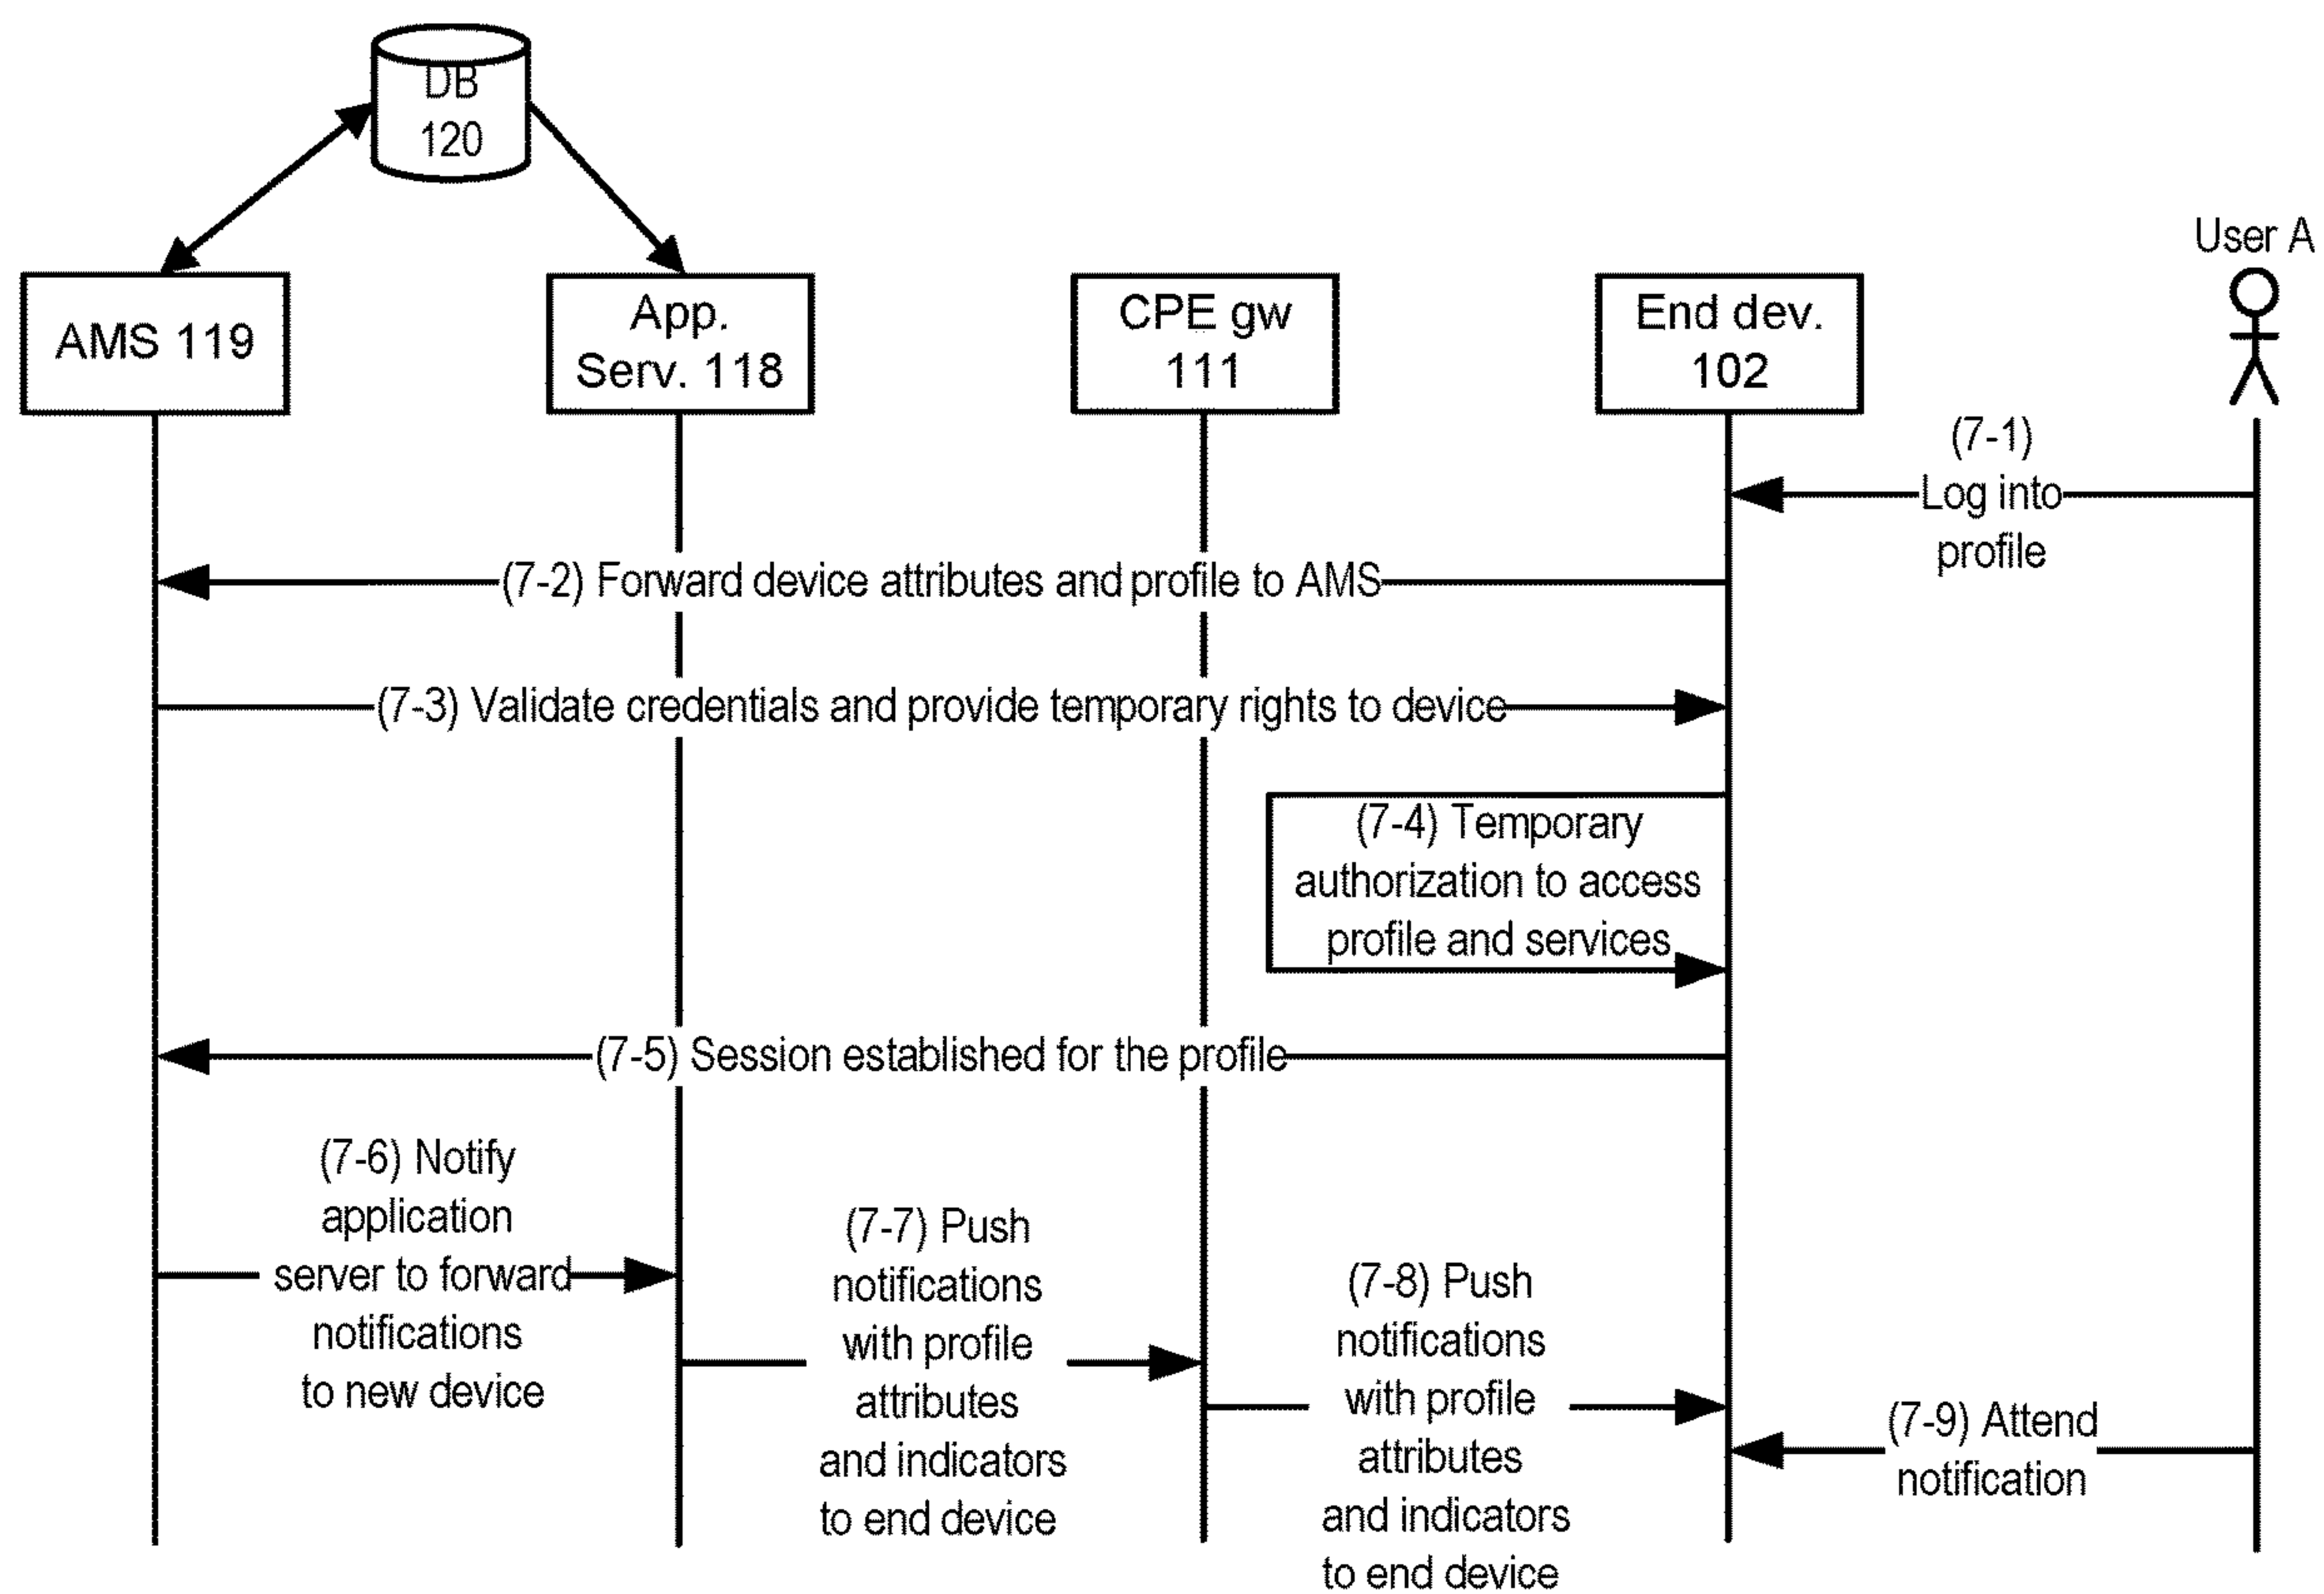 DB
120
User A
AMS 119
App.
Serv. 118
CPE gw
111
End dev.
102
(7-1)
Log into
profile
(7-2) Forward device attributes and profile to AMS
(7-3) Validate credentials and provide temporary rights to device
(7-4) Temporary
authorization to access
profile and services
(7-5) Session established for the profile
(7-6) Notify
application
server to forward
notifications
to new device
(7-7) Push
notifications
with profile
attributes
and indicators
to end device
(7-8) Push
notifications
with profile
attributes
and indicators
to end device
(7-9) Attend
notification